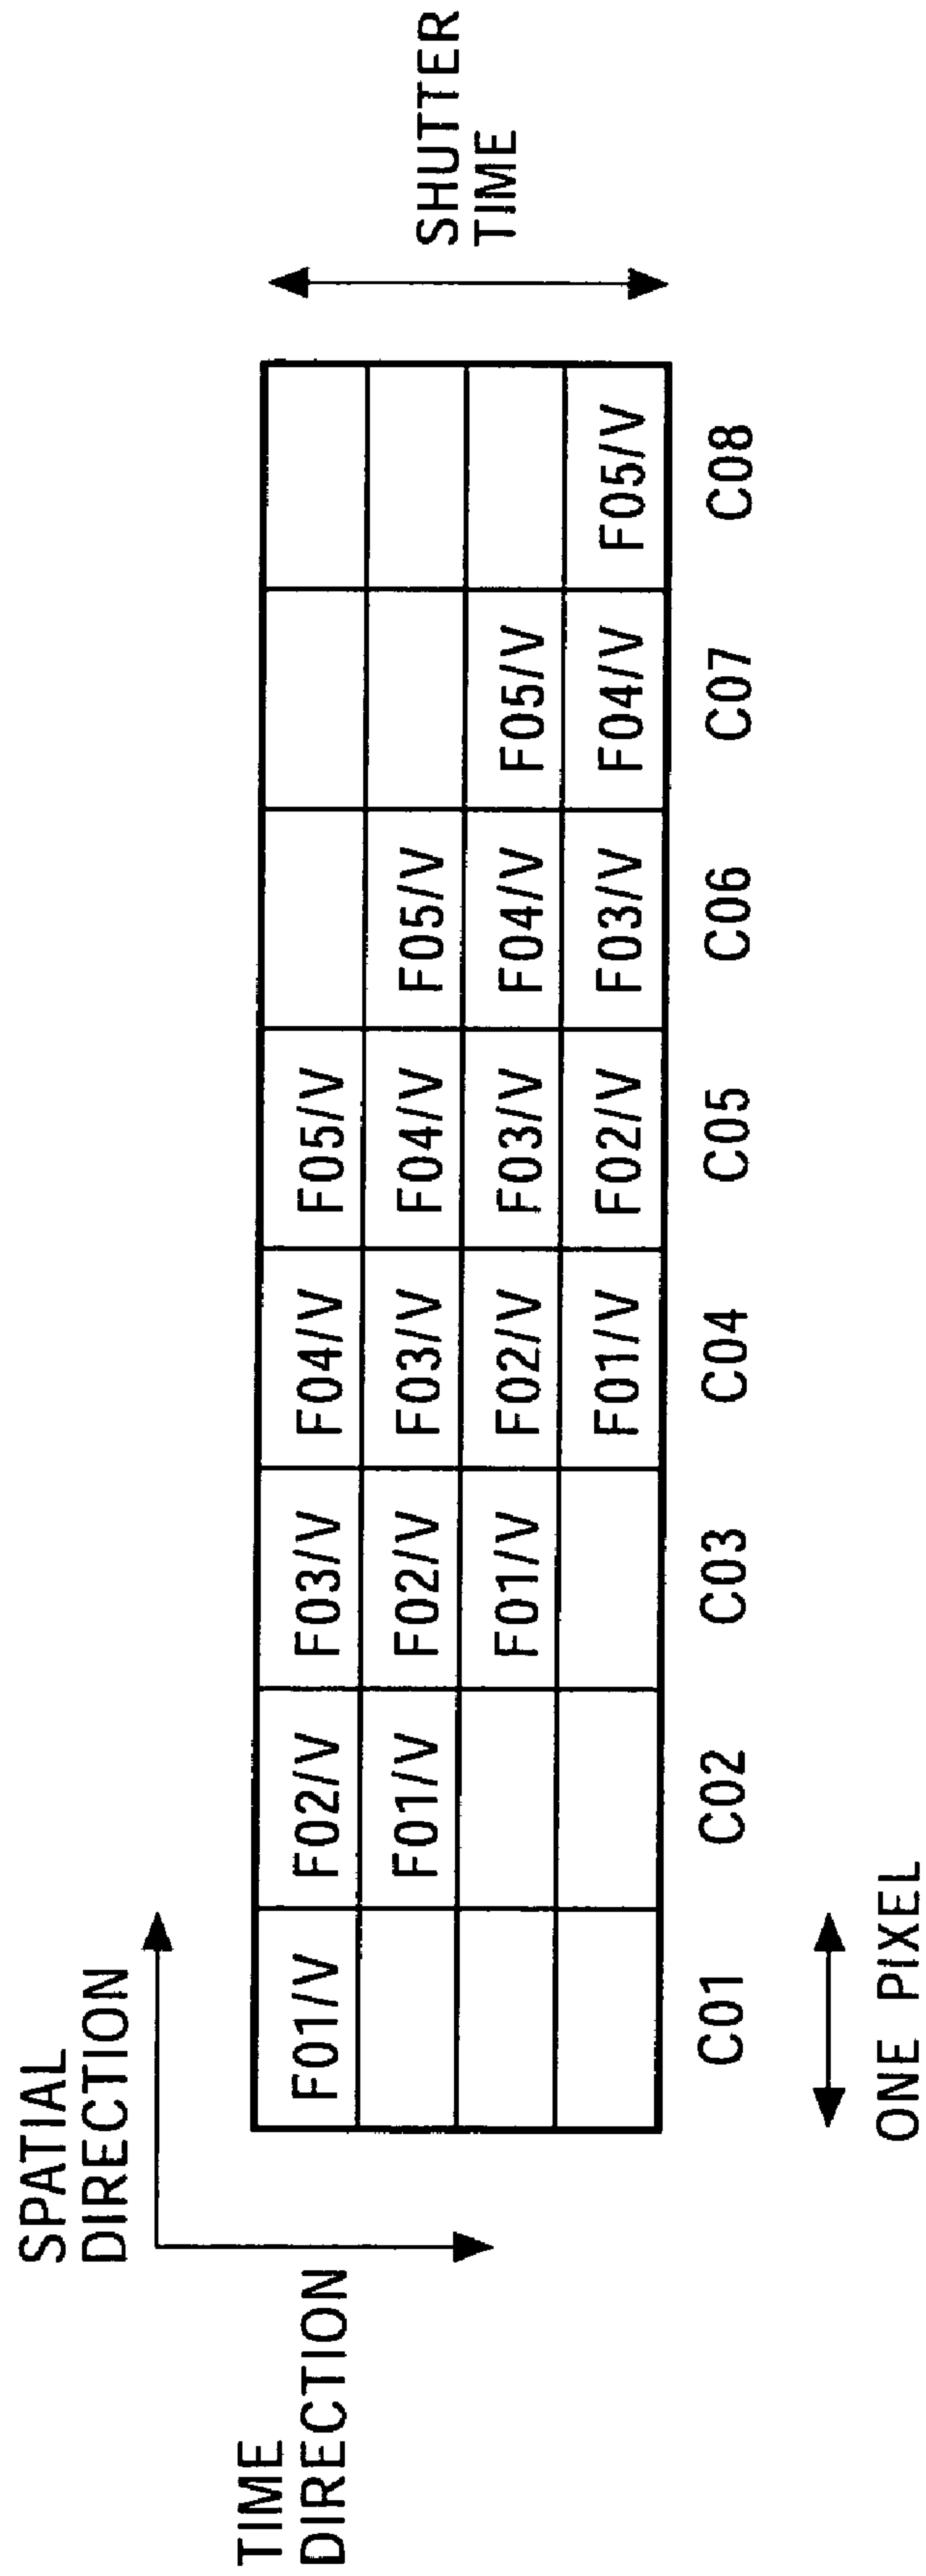 SPATIAL
DIRECTION
TIME
DIRECTION
SHUTTER
TIME
F01/V F02/V F03/V F04/V F05/V
F01/V F02/V F03/V F04/V F05/V
F01/V F02/V F03/V F04/V F05/V
F01/V F02/V F03/V F04/V F05/V
C01 C02 C03 C04 C05 C06 C07 C08
ONE PIXEL